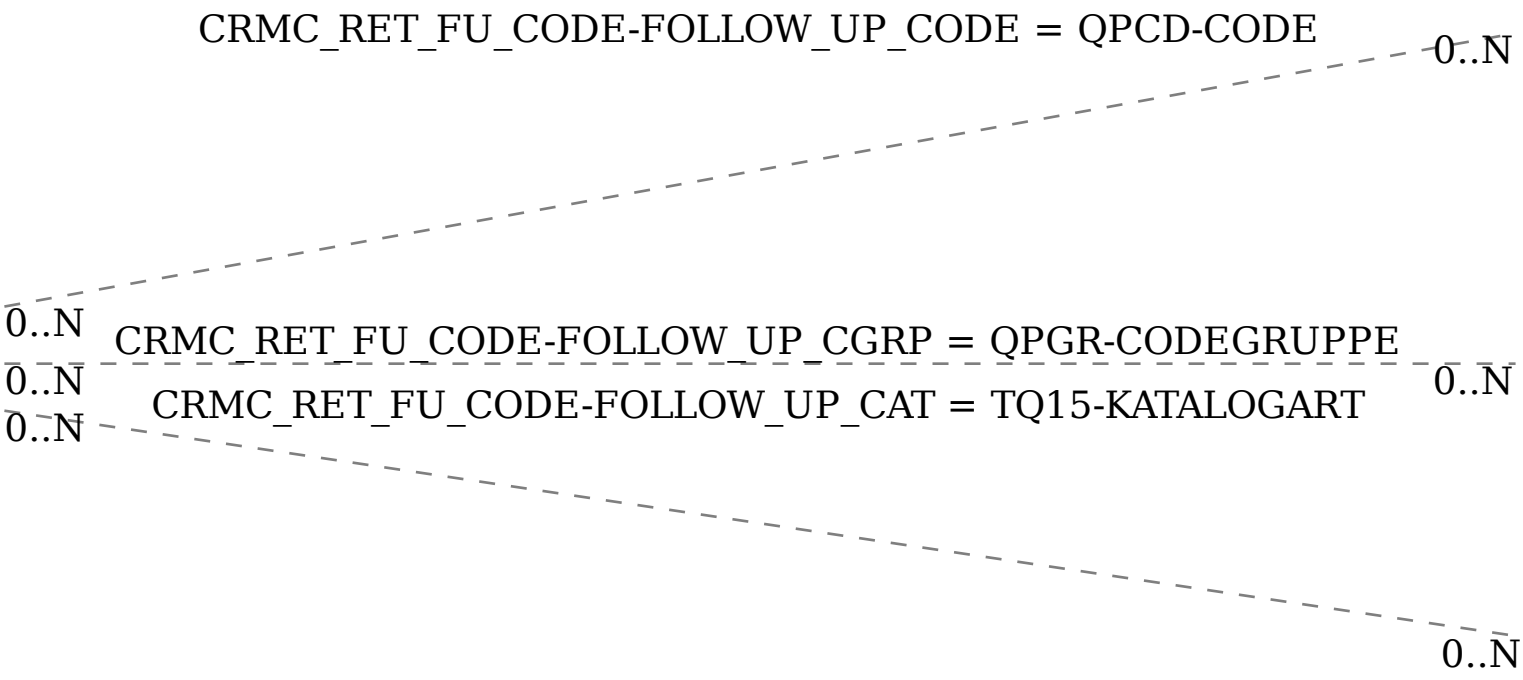 CRMC_RET_FU_CODE-FOLLOW_UP_CODE = QPCD-CODE
0..N
0..N
CRMC_RET_FU_CODE-FOLLOW_UP_CGRP = QPGR-CODEGRUPPE
0..N
0..N
CRMC_RET_FU_CODE-FOLLOW_UP_CAT = TQ15-KATALOGART
0..N
0..N